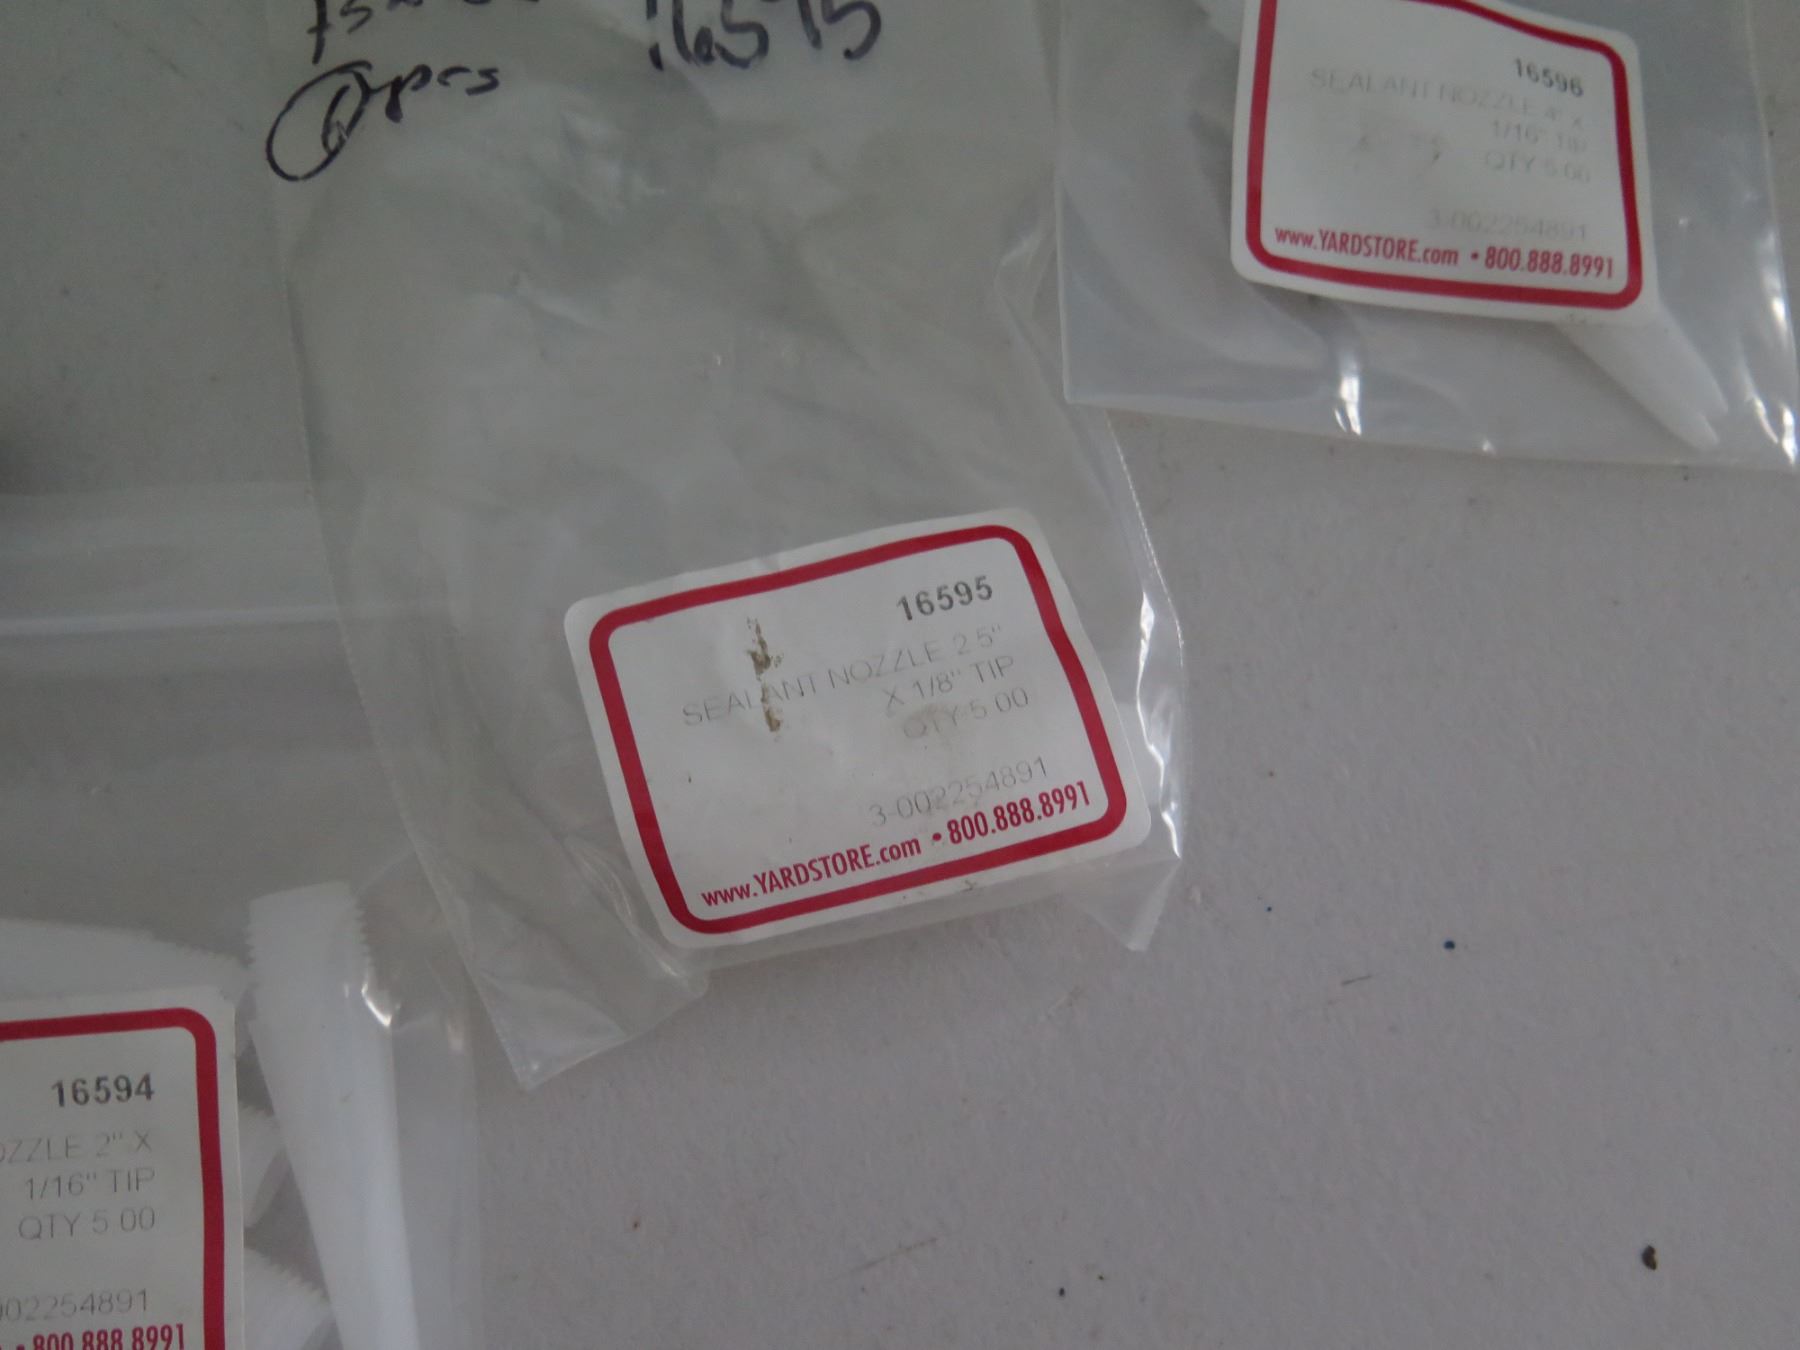 pcs
16595
16596
SEALANT NOZZLE 4" X
1/16" TIP
QTY 5.00
3-002254891
www.YARDSTORE.com • 800.888.8991
16595
SEALANT NOZZLE 2.5"
X 1/8" TIP
QTY 5.00
3-002254891
www.YARDSTORE.com • 800.888.8991
16594
OZZLE 2" X
1/16" TIP
QTY 5.00
002254891
• 800.888.8991